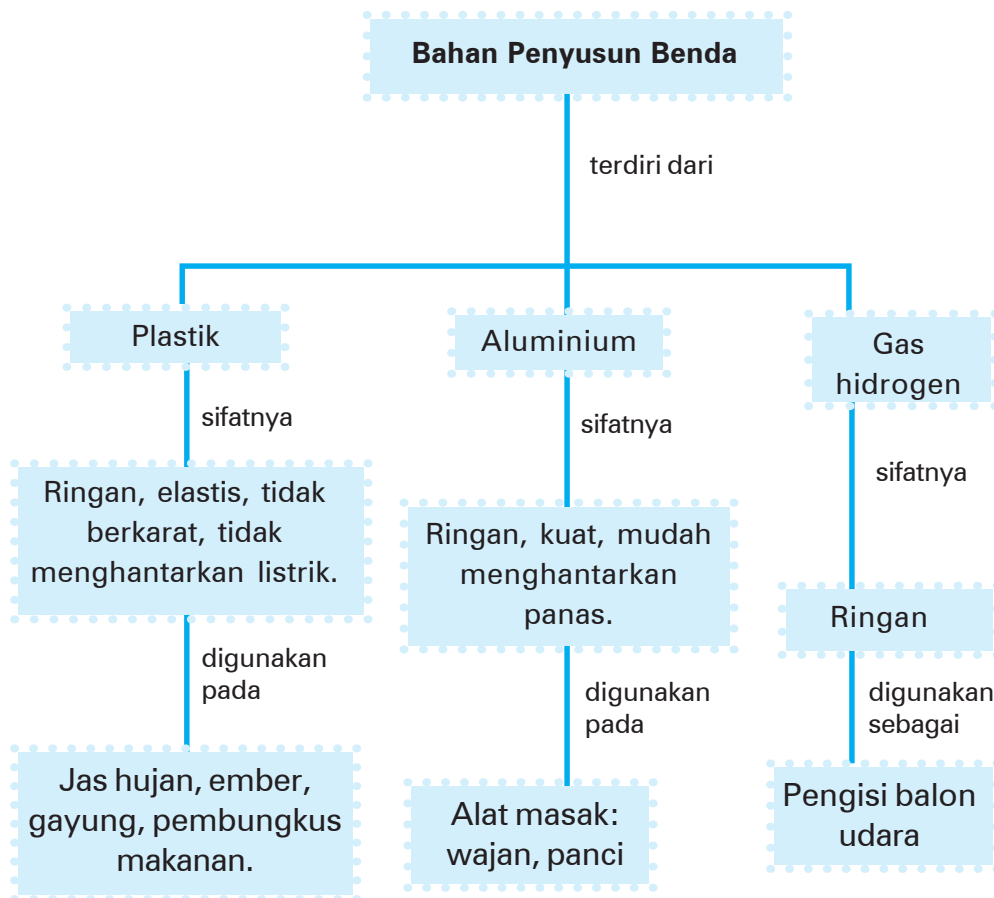 Bahan Penyusun Benda
terdiri dari
Plastik
sifatnya
Ringan, elastis, tidak
berkarat, tidak
menghantarkan listrik.
digunakan
pada
Jas hujan, ember,
gayung, pembungkus
makanan.
Aluminium
sifatnya
Ringan, kuat, mudah
menghantarkan
panas.
digunakan
pada
Alat masak:
wajan, panci
Gas
hidrogen
sifatnya
Ringan
digunakan
sebagai
Pengisi balon
udara